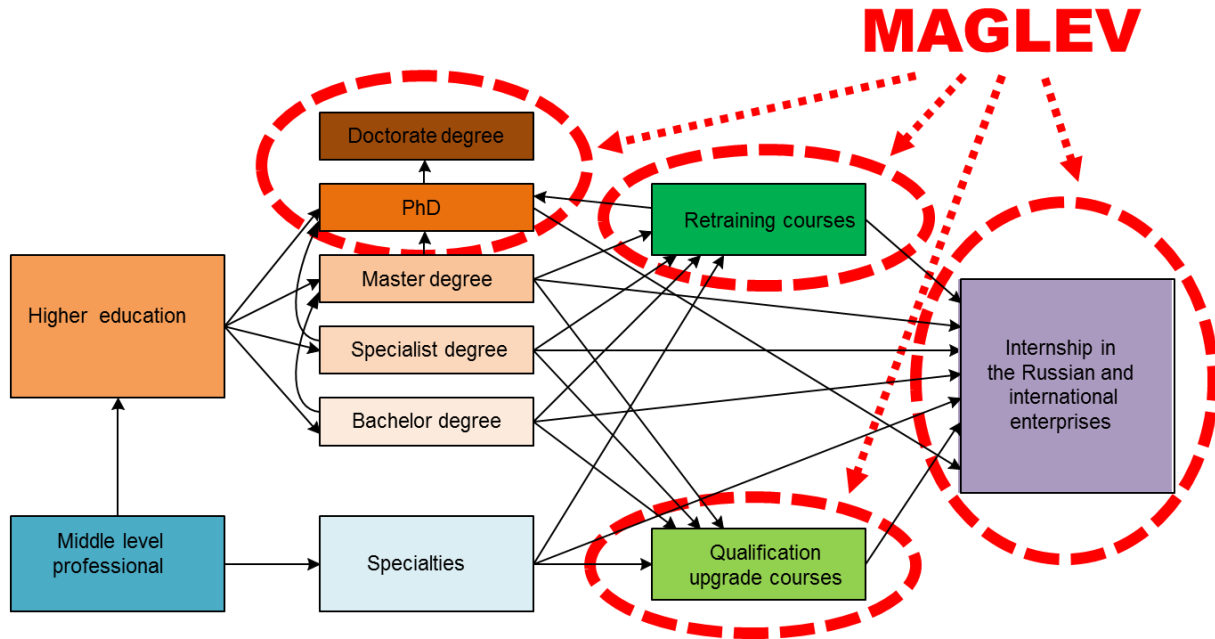 MAGLEV
Doctorate degree
PhD
Retraining courses
Master degree
Higher education
Specialist degree
Internship in
the Russian and
international
enterprises
Bachelor degree
Middle level
professional
Specialties
Qualification
upgrade courses